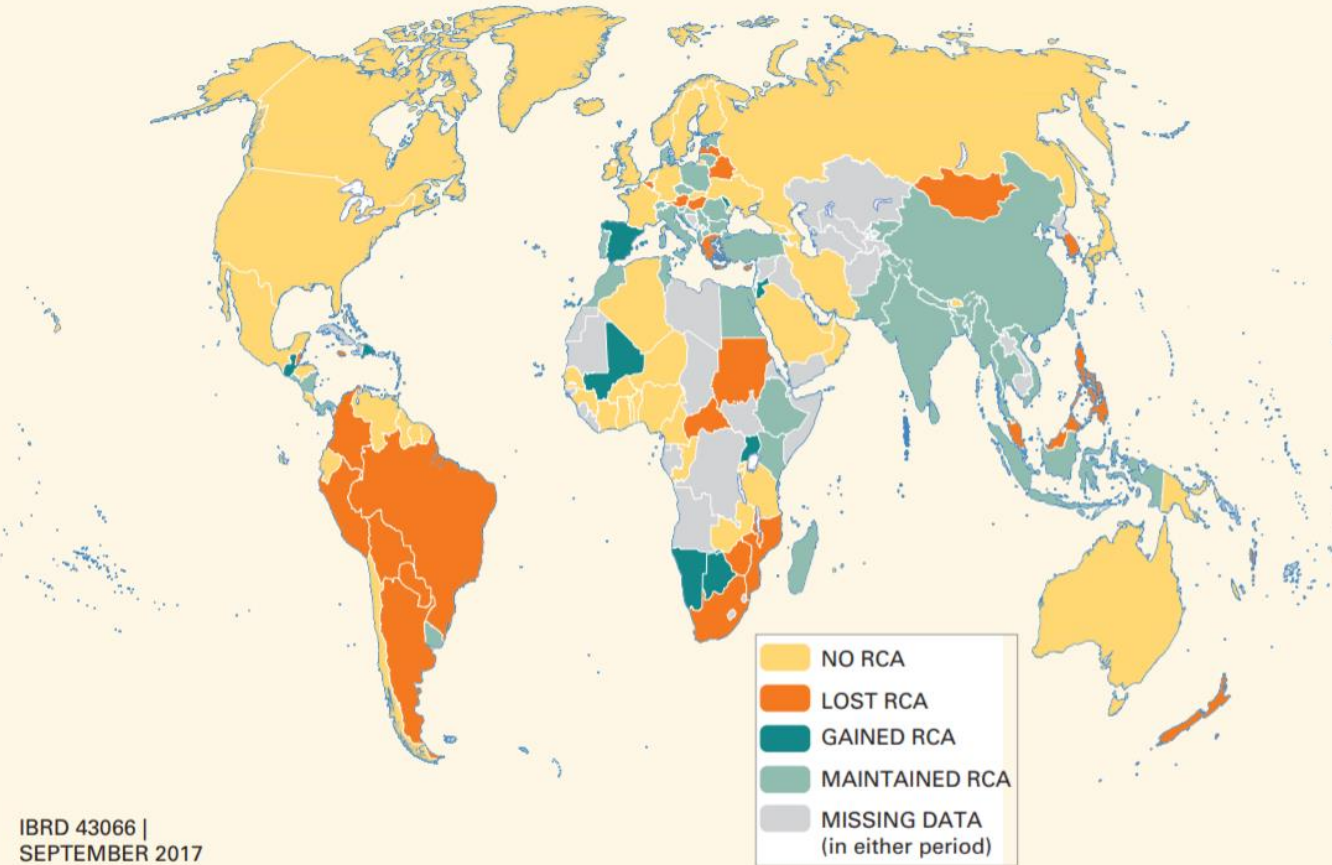 NO RCA
LOST RCA
GAINED RCA
MAINTAINED RCA
MISSING DATA
(in either period)
IBRD 43066 |
SEPTEMBER 2017